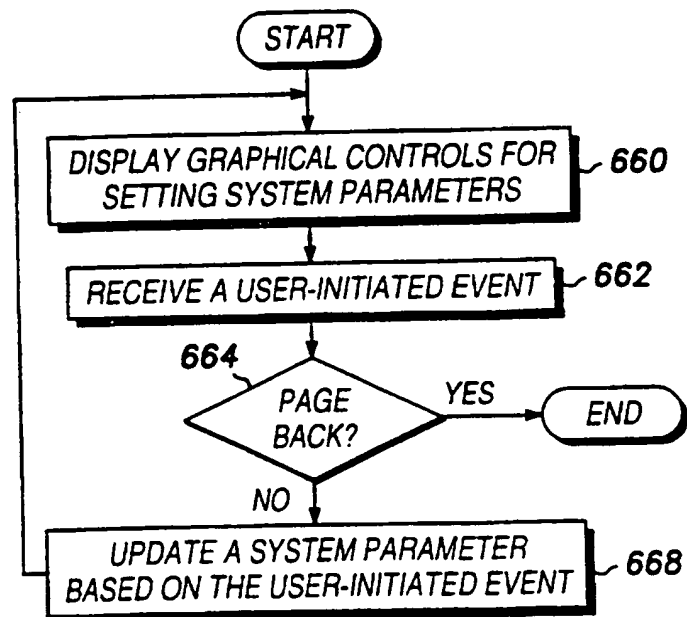 START
DISPLAY GRAPHICAL CONTROLS FOR
SETTING SYSTEM PARAMETERS
660
RECEIVE A USER-INITIATED EVENT
662
664
PAGE
BACK?
YES
END
NO
UPDATE A SYSTEM PARAMETER
BASED ON THE USER-INITIATED EVENT
668